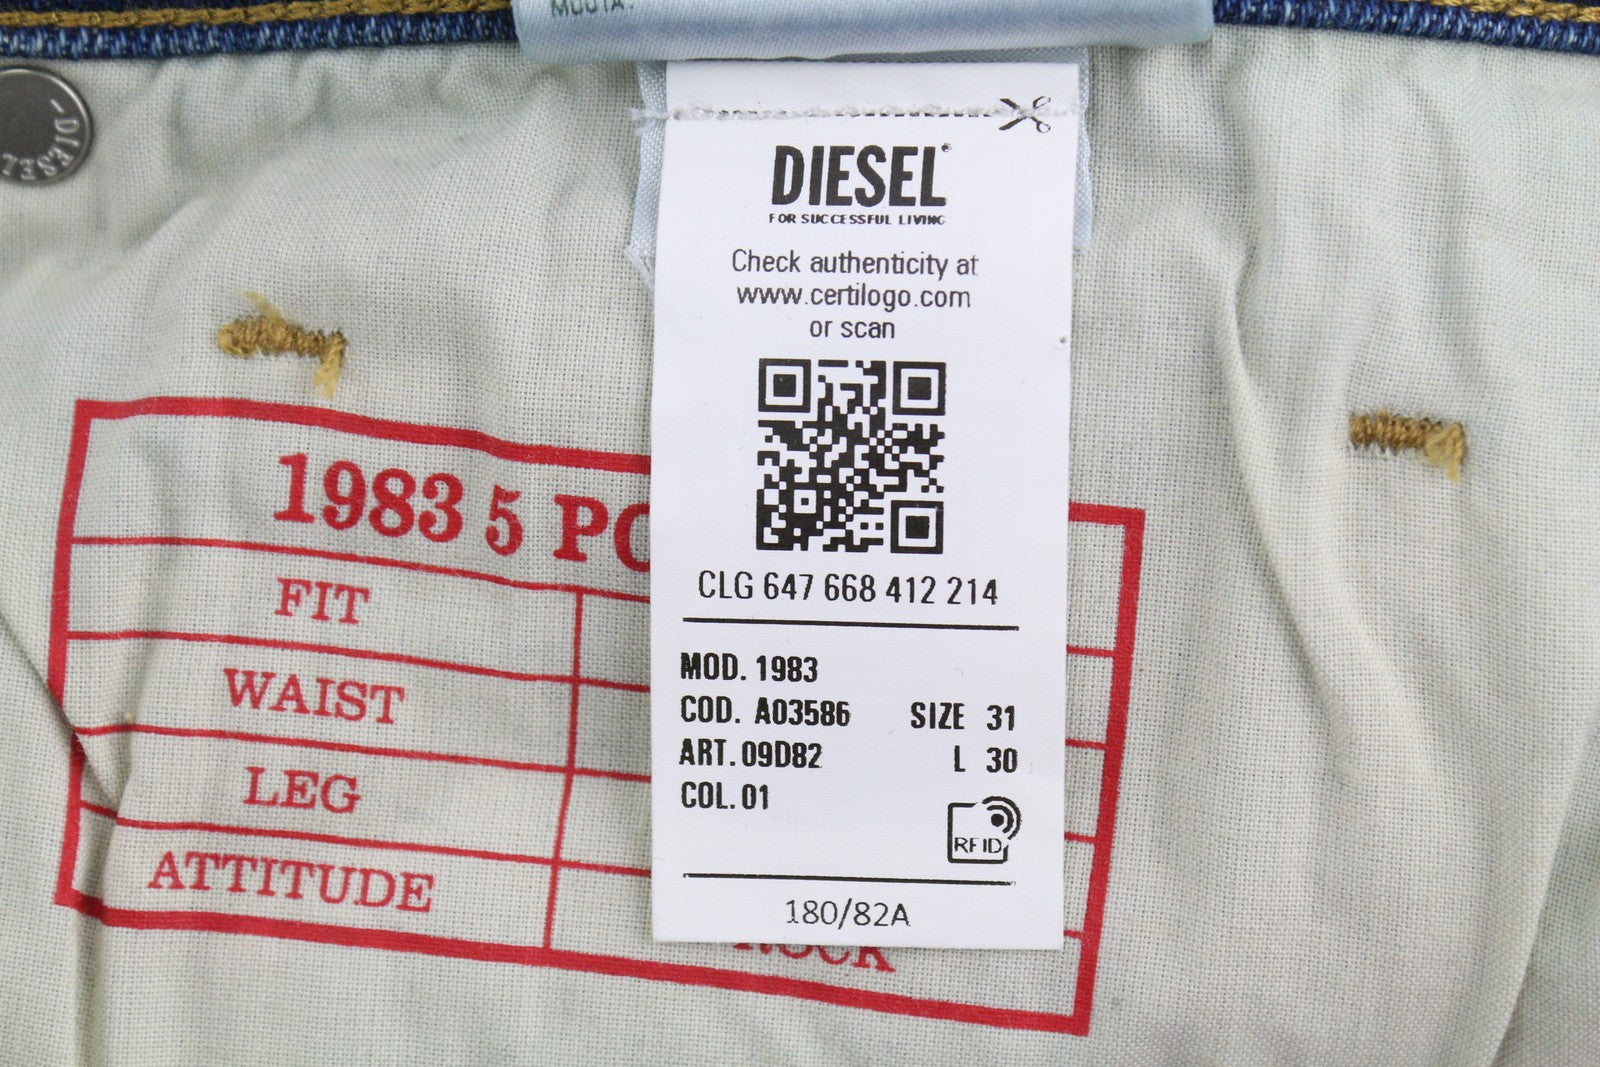 DIESEL
DIESEL
FOR SUCCESSFUL LIVING
Check authenticity at
www.certilogo.com
or scan
CLG 647 668 412 214
MOD. 1983
COD. A03586 SIZE 31
ART. 09D82 L 30
COL. 01
RFID
180/82A
1983 5 PO
FIT
WAIST
LEG
ATTITUDE
ROCK